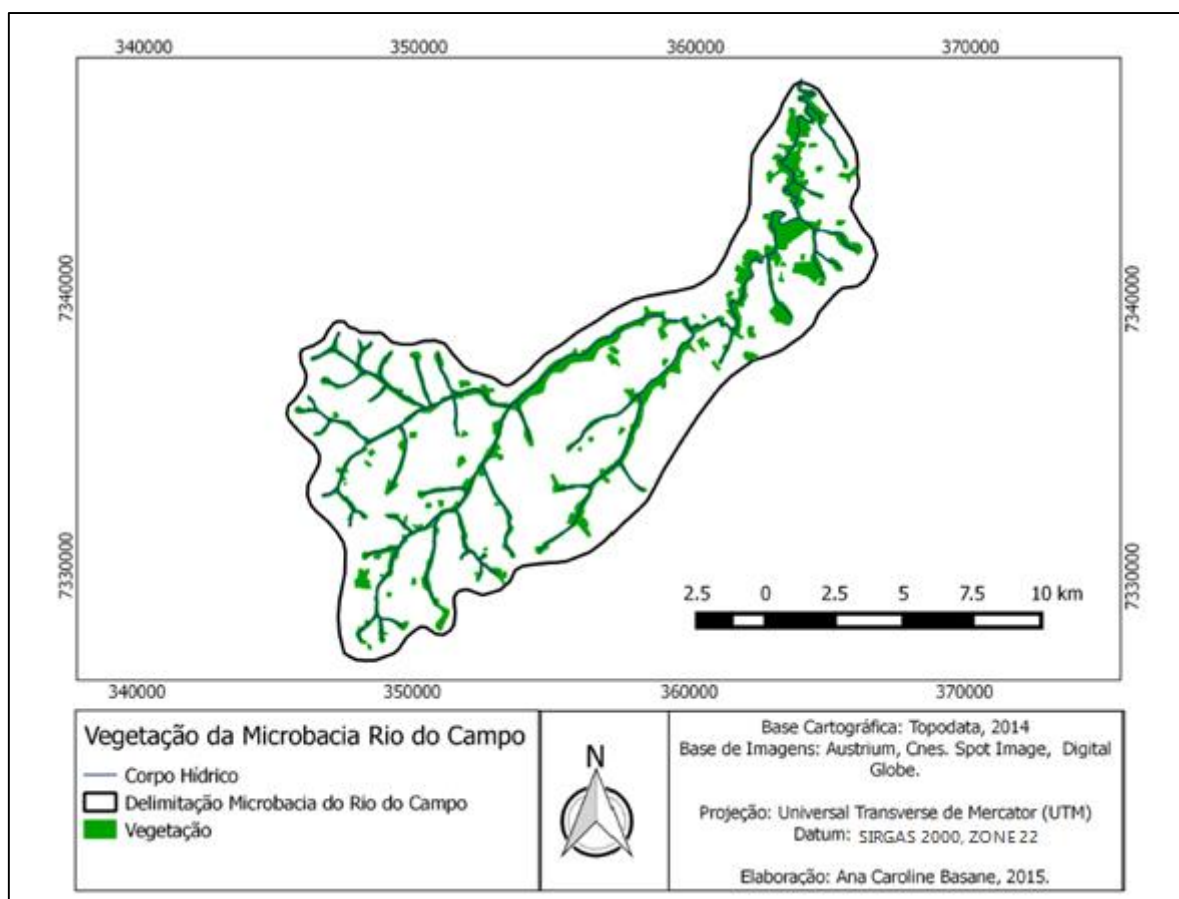 340000 350000 360000 370000
7340000 7340000
7330000 7330000
2.5 0 2.5 5 7.5 10 km
340000 350000 360000 370000
Vegetação da Microbacia Rio do Campo
Corpo Hídrico
Delimitação Microbacia do Rio do Campo
Vegetação
N
Base Cartográfica: Topodata, 2014
Base de Imagens: Austrium, Cnes. Spot Image, Digital
Globe.
Projeção: Universal Transverse de Mercator (UTM)
Datum: SIRGAS 2000, ZONE 22
Elaboração: Ana Caroline Basane, 2015.